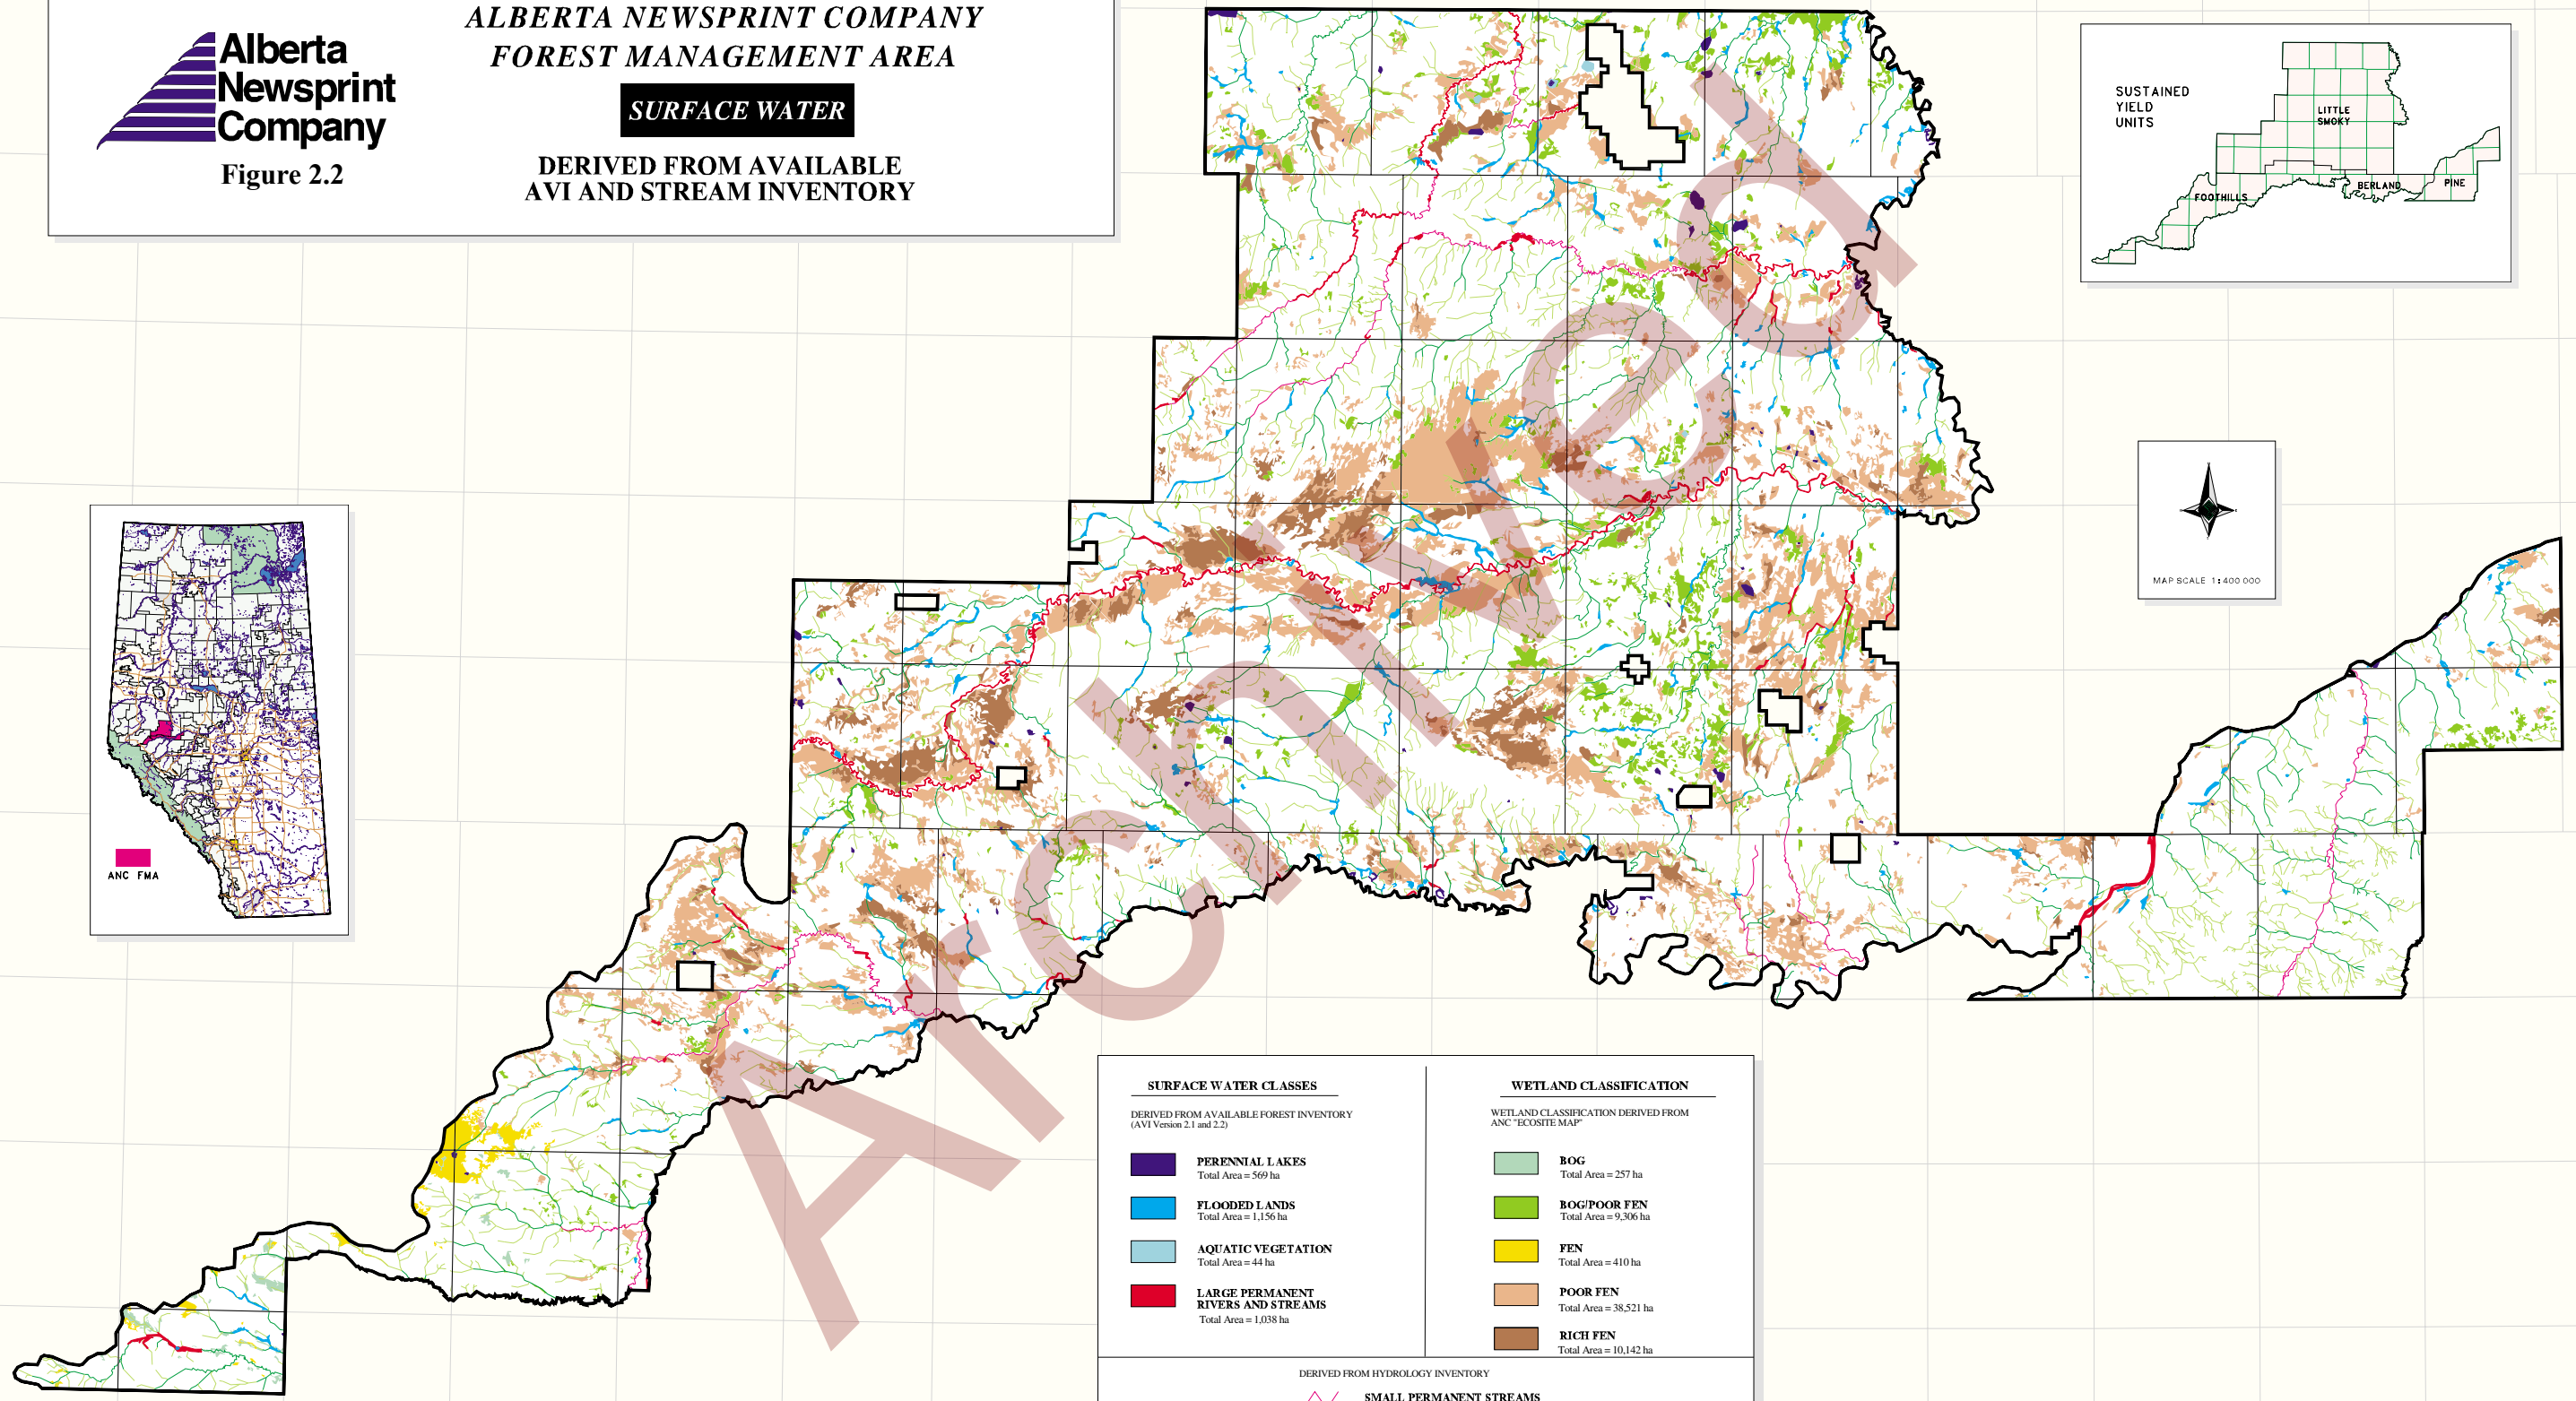 ALBERTA NEWSPRINT COMPANY
FOREST MANAGEMENT AREA
SURFACE WATER
DERIVED FROM AVAILABLE
AVI AND STREAM INVENTORY
Alberta
Newsprint
Company
Figure 2.2
SUSTAINED
YIELD
UNITS
LITTLE
SMOKY
FOOTHILLS
BERLAND
PINE
MAP SCALE 1:400 000
ANC FMA
Archived
SURFACE WATER CLASSES
DERIVED FROM AVAILABLE FOREST INVENTORY
(AVI Version 2.1 and 2.2)
PERENNIAL LAKES
Total Area = 569 ha
FLOODED LANDS
Total Area = 1,156 ha
AQUATIC VEGETATION
Total Area = 44 ha
LARGE PERMANENT
RIVERS AND STREAMS
Total Area = 1,038 ha
WETLAND CLASSIFICATION
WETLAND CLASSIFICATION DERIVED FROM
ANC "ECOSITE MAP"
BOG
Total Area = 257 ha
BOG/POOR FEN
Total Area = 9,306 ha
FEN
Total Area = 410 ha
POOR FEN
Total Area = 38,521 ha
RICH FEN
Total Area = 10,142 ha
DERIVED FROM HYDROLOGY INVENTORY
SMALL PERMANENT STREAMS